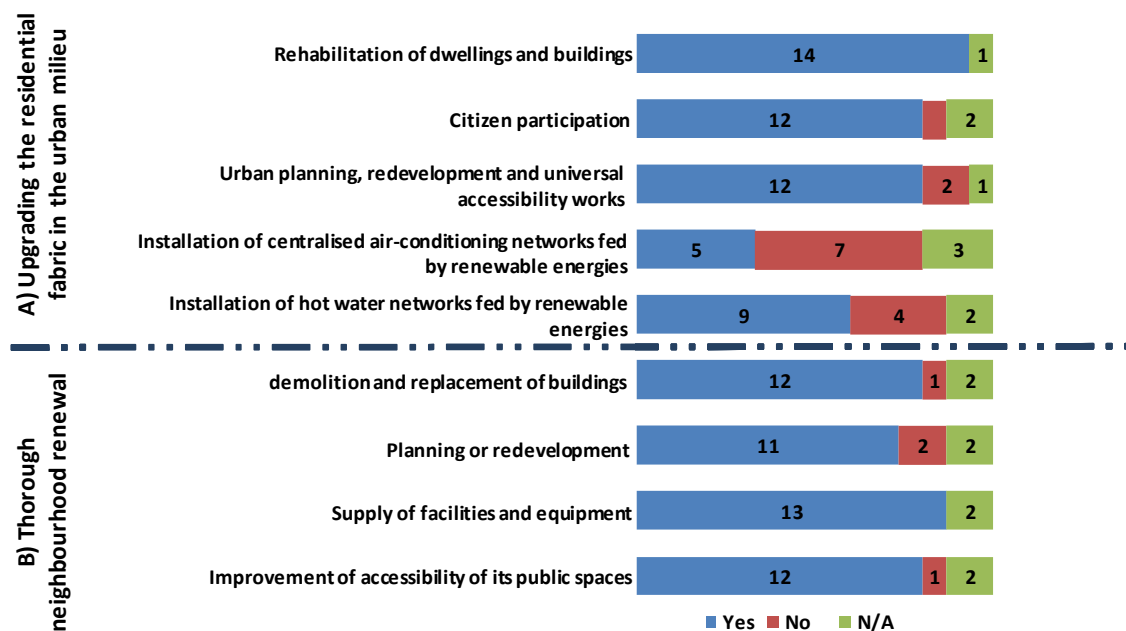 A) Upgrading the residential
fabric in the urban milieu
Rehabilitation of dwellings and buildings
14
1
Citizen participation
12
2
Urban planning, redevelopment and universal
accessibility works
12
2
1
Installation of centralised air-conditioning networks fed
by renewable energies
5
7
3
Installation of hot water networks fed by renewable
energies
9
4
2
B) Thorough
neighbourhood renewal
demolition and replacement of buildings
12
1
2
Planning or redevelopment
11
2
2
Supply of facilities and equipment
13
2
Improvement of accessibility of its public spaces
12
1
2
Yes
No
N/A